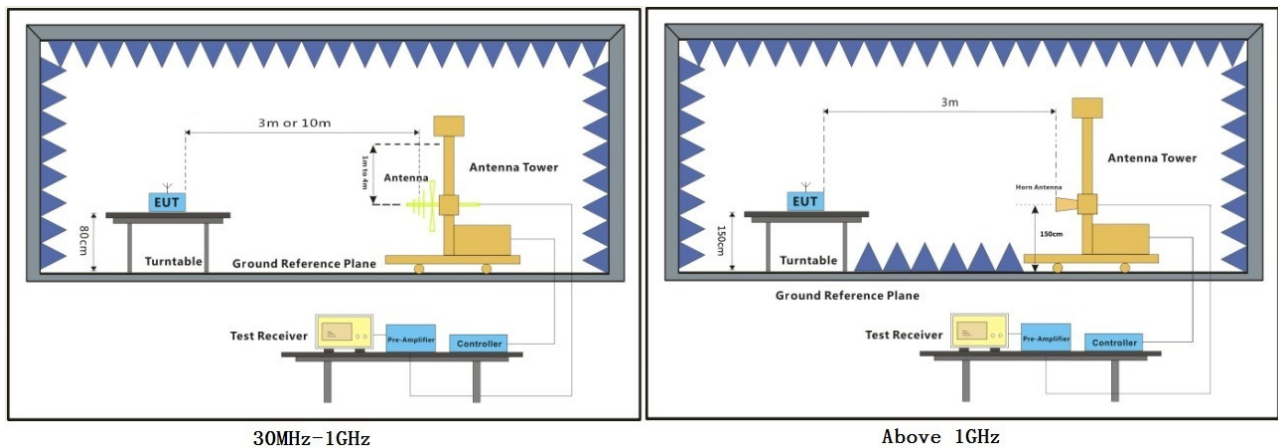 3m or 10m
1m to 4m
Antenna
Antenna Tower
EUT
80cm
Turntable
Ground Reference Plane
Test Receiver
Pre-Amplifier
Controller
30MHz-1GHz
3m
Antenna Tower
Horn Antenna
EUT
150cm
150cm
Turntable
Ground Reference Plane
Test Receiver
Pre-Amplifier
Controller
Above 1GHz